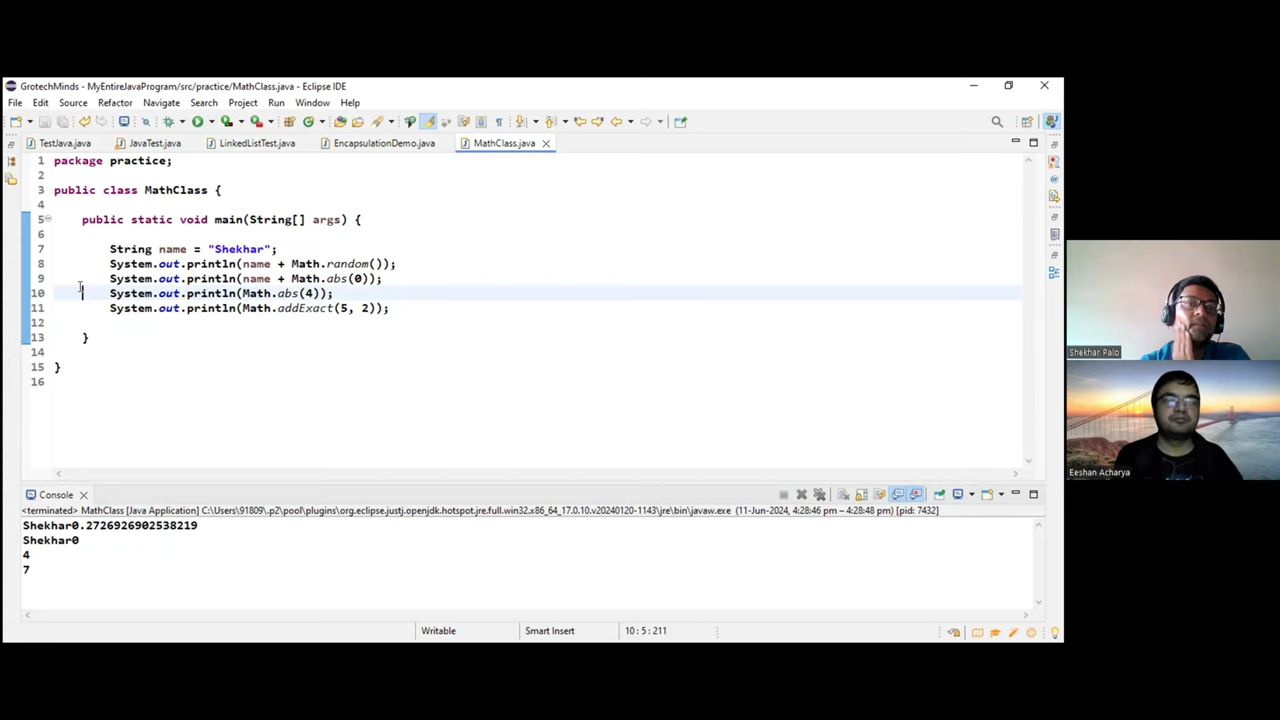 GrotechMinds - MyEntireJavaProgram/src/practice/MathClass.java - Eclipse IDE
File Edit Source Refactor Navigate Search Project Run Window Help
TestJava.java JavaTest.java LinkedListTest.java EncapsulationDemo.java MathClass.java
1 package practice;
2
3 public class MathClass {
4
5 public static void main(String[] args) {
6
7 String name = "Shekhar";
8 System.out.println(name + Math.random());
9 System.out.println(name + Math.abs(0));
10 System.out.println(Math.abs(4));
11 System.out.println(Math.addExact(5, 2));
12
13 }
14
15 }
16
Shekhar Palo
Eeshan Acharya
Console
<terminated> MathClass [Java Application] C:\Users\91809\.p2\pool\plugins\org.eclipse.justj.openjdk.hotspot.jre.full.win32.x86_64_17.0.10.v20240120-1143\jre\bin\javaw.exe (11-Jun-2024, 4:28:46 pm – 4:28:48 pm) [pid: 7432]
Shekhar0.2726926902538219
Shekhar0
4
7
Writable Smart Insert 10 : 5 : 211